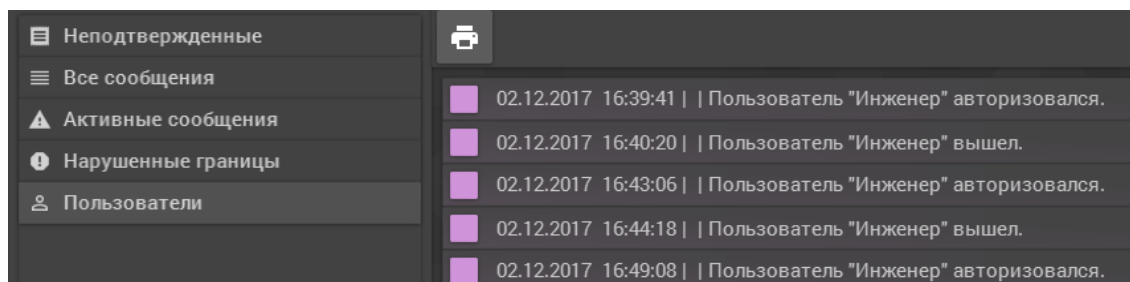 Неподтвержденные
Все сообщения
Активные сообщения
Нарушенные границы
Пользователи
02.12.2017 16:39:41 | | Пользователь "Инженер" авторизовался.
02.12.2017 16:40:20 | | Пользователь "Инженер" вышел.
02.12.2017 16:43:06 | | Пользователь "Инженер" авторизовался.
02.12.2017 16:44:18 | | Пользователь "Инженер" вышел.
02.12.2017 16:49:08 | | Пользователь "Инженер" авторизовался.